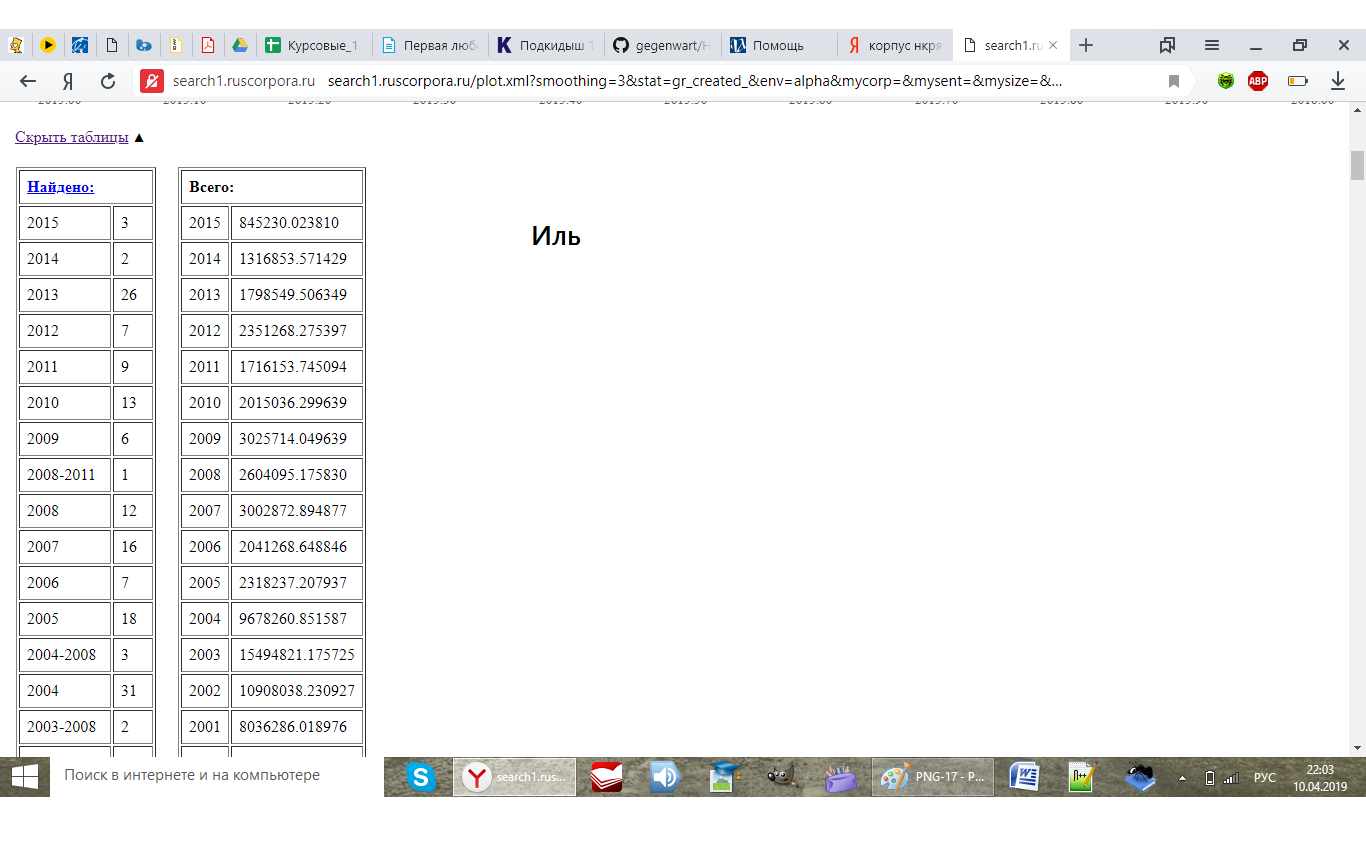 Курсовые_1
Первая люб
Подкидыш 1
gegenwart/H
Помощь
корпус нкря
search1.ru
search1.ruscorpora.ru search1.ruscorpora.ru/plot.xml?smoothing=3&stat=gr_created_&env=alpha&mycorp=&mysent=&mysize=&...
Скрыть таблицы ▲
Найдено:
2015 3
2014 2
2013 26
2012 7
2011 9
2010 13
2009 6
2008-2011 1
2008 12
2007 16
2006 7
2005 18
2004-2008 3
2004 31
2003-2008 2
Всего:
2015 845230.023810
2014 1316853.571429
2013 1798549.506349
2012 2351268.275397
2011 1716153.745094
2010 2015036.299639
2009 3025714.049639
2008 2604095.175830
2007 3002872.894877
2006 2041268.648846
2005 2318237.207937
2004 9678260.851587
2003 15494821.175725
2002 10908038.230927
2001 8036286.018976
Иль
Поиск в интернете и на компьютере
search1.rus...
PNG-17 - P...
РУС
22:03
10.04.2019